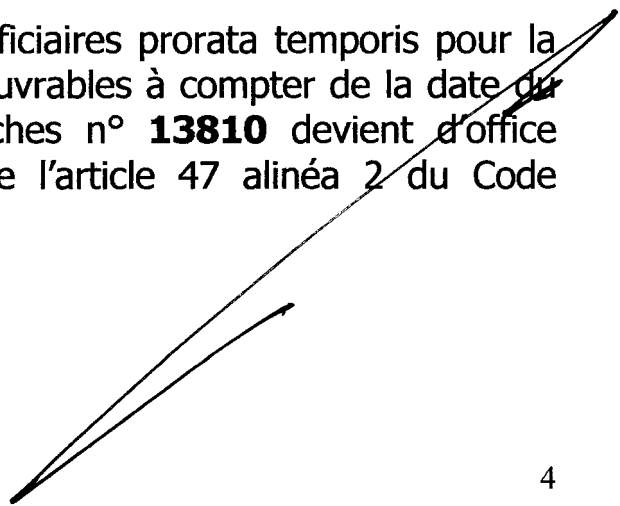 ficiaires prorata temporis pour la
uvrables à compter de la date du
ches n° 13810 devient d'office
e l'article 47 alinéa 2 du Code
4